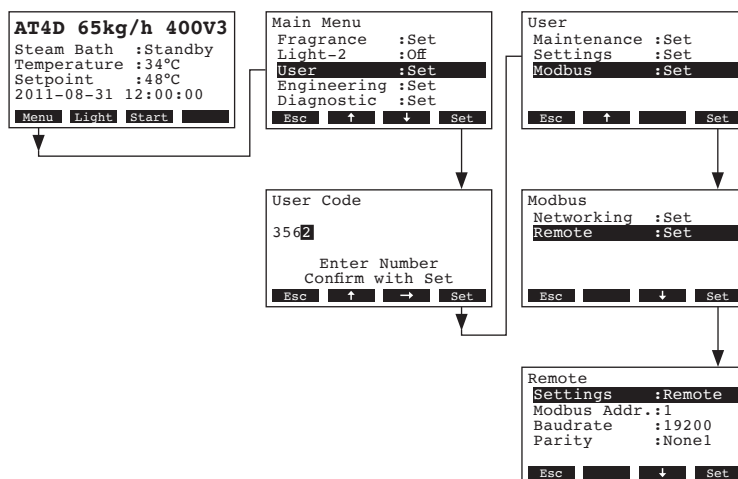 AT4D 65kg/h 400V3
Steam Bath :Standby
Temperature :34°C
Setpoint :48°C
2011-08-31 12:00:00
Menu Light Start
Main Menu
Fragrance :Set
Light-2 :Off
User :Set
Engineering :Set
Diagnostic :Set
Esc ↑ ↓ Set
User Code
3562
Enter Number
Confirm with Set
Esc ↑ → Set
User
Maintenance :Set
Settings :Set
Modbus :Set
Esc ↑ Set
Modbus
Networking :Set
Remote :Set
Esc ↓ Set
Remote
Settings :Remote
Modbus Addr.:1
Baudrate :19200
Parity :None1
Esc ↓ Set